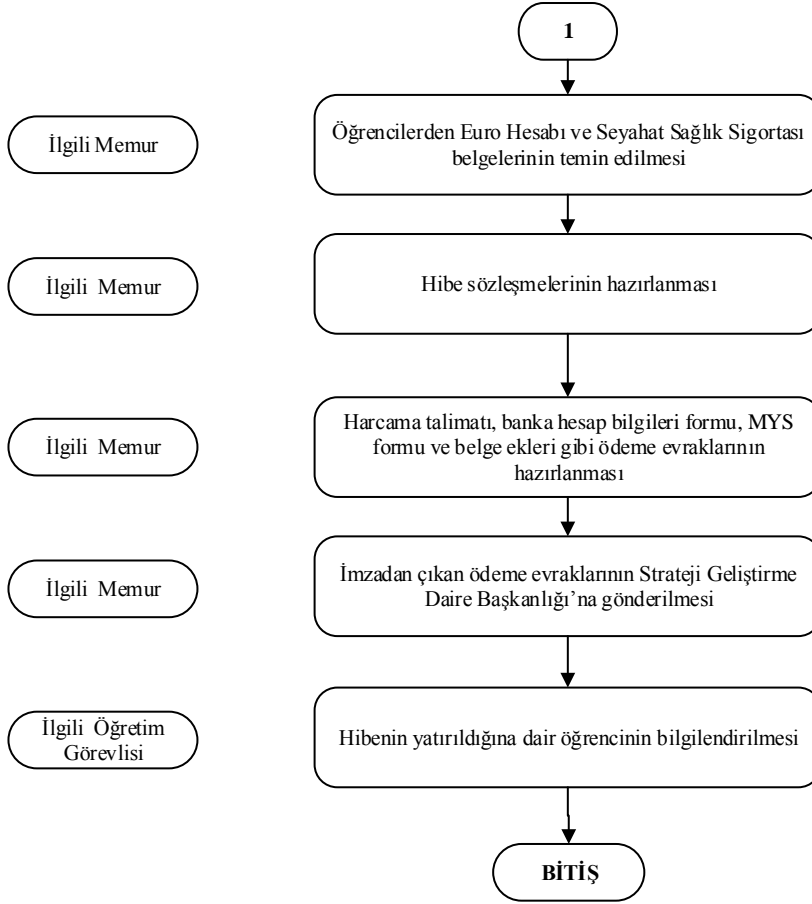 1
İlgili Memur
Öğrencilerden Euro Hesabı ve Seyahat Sağlık Sigortası
belgelerinin temin edilmesi
İlgili Memur
Hibe sözleşmelerinin hazırlanması
İlgili Memur
Harcama talimatı, banka hesap bilgileri formu, MYS
formu ve belge ekleri gibi ödeme evraklarının
hazırlanması
İlgili Memur
İmzadan çıkan ödeme evraklarının Strateji Geliştirme
Daire Başkanlığı’na gönderilmesi
İlgili Öğretim
Görevlisi
Hibenin yatırıldığına dair öğrencinin bilgilendirilmesi
BİTİŞ